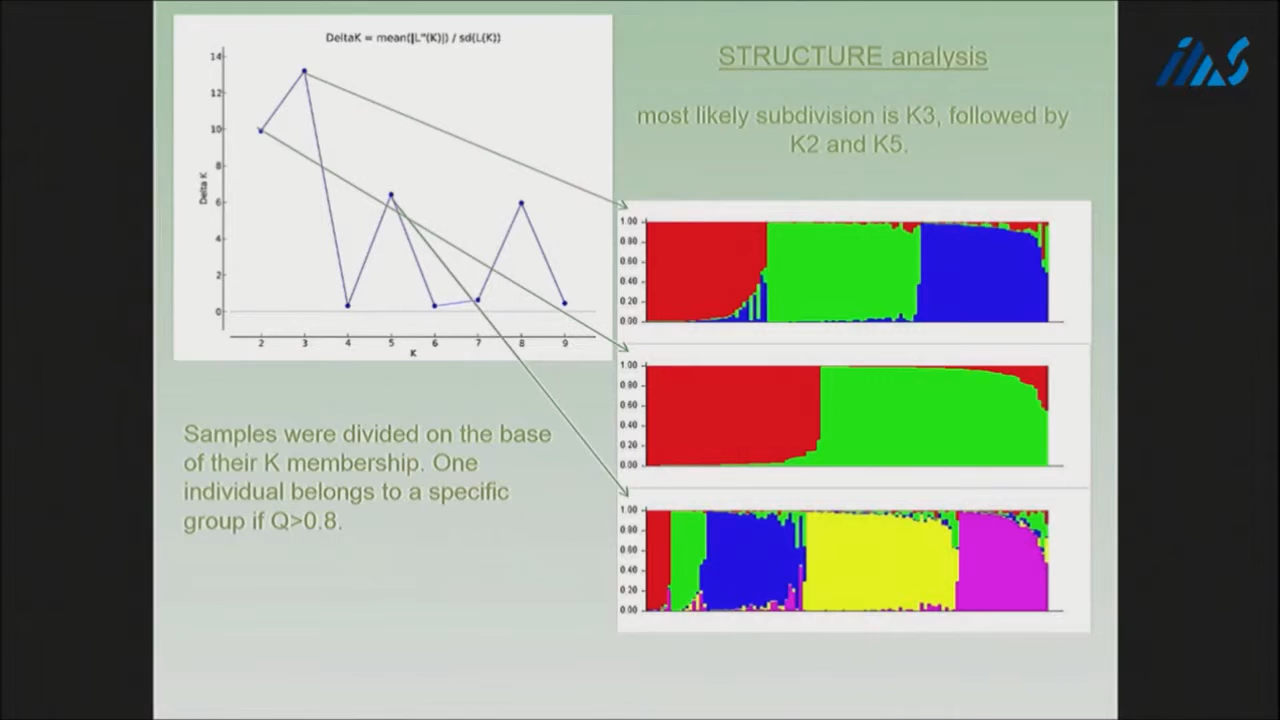 DeltaK = mean(|L"(K)|) / sd(L(K))
14
12
10
8
6
4
2
0
Delta K
2 3 4 5 6 7 8 9
K
STRUCTURE analysis
most likely subdivision is K3, followed by
K2 and K5.
1.00
0.80
0.60
0.40
0.20
0.00
1.00
0.80
0.60
0.40
0.20
0.00
1.00
0.80
0.60
0.40
0.20
0.00
Samples were divided on the base
of their K membership. One
individual belongs to a specific
group if Q>0.8.